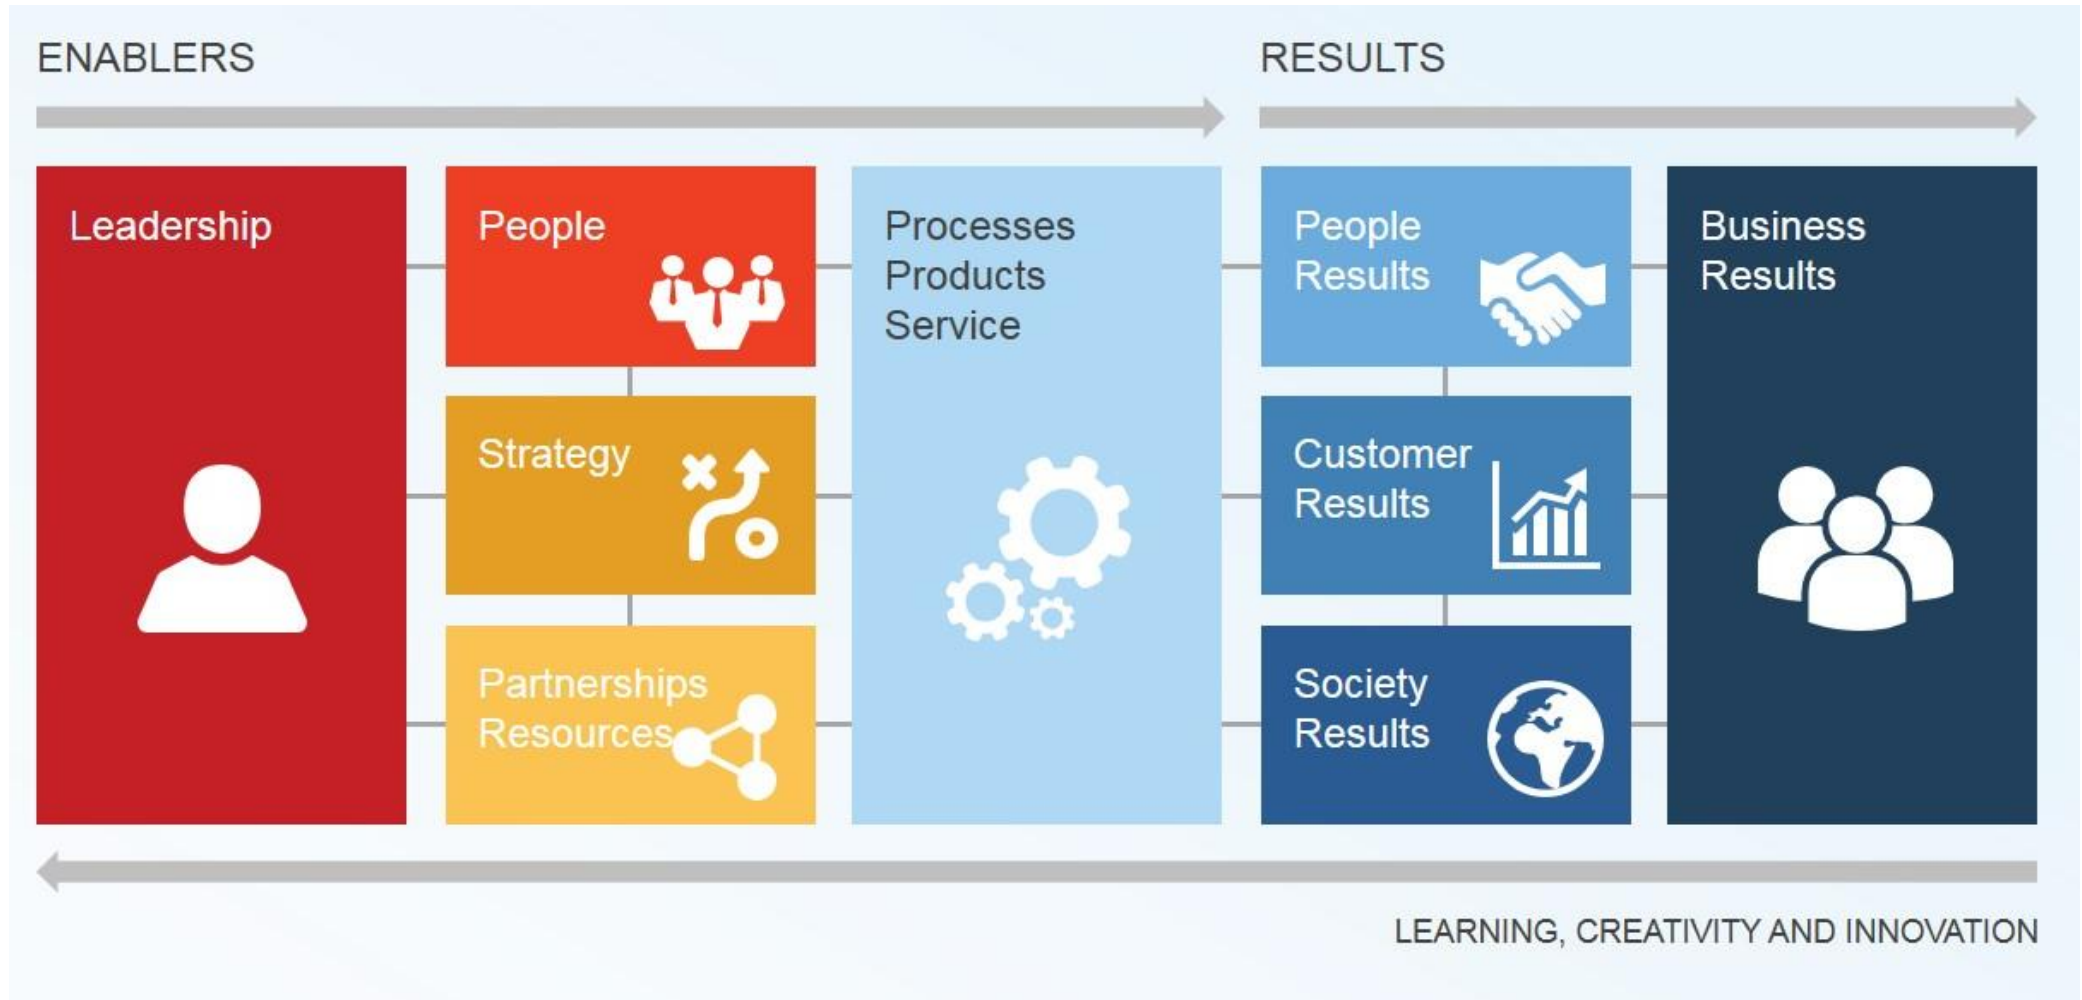 ENABLERS
RESULTS
Leadership
People
Processes
Products
Service
People
Results
Business
Results
Strategy
Customer
Results
Partnerships
Resources
Society
Results
LEARNING, CREATIVITY AND INNOVATION